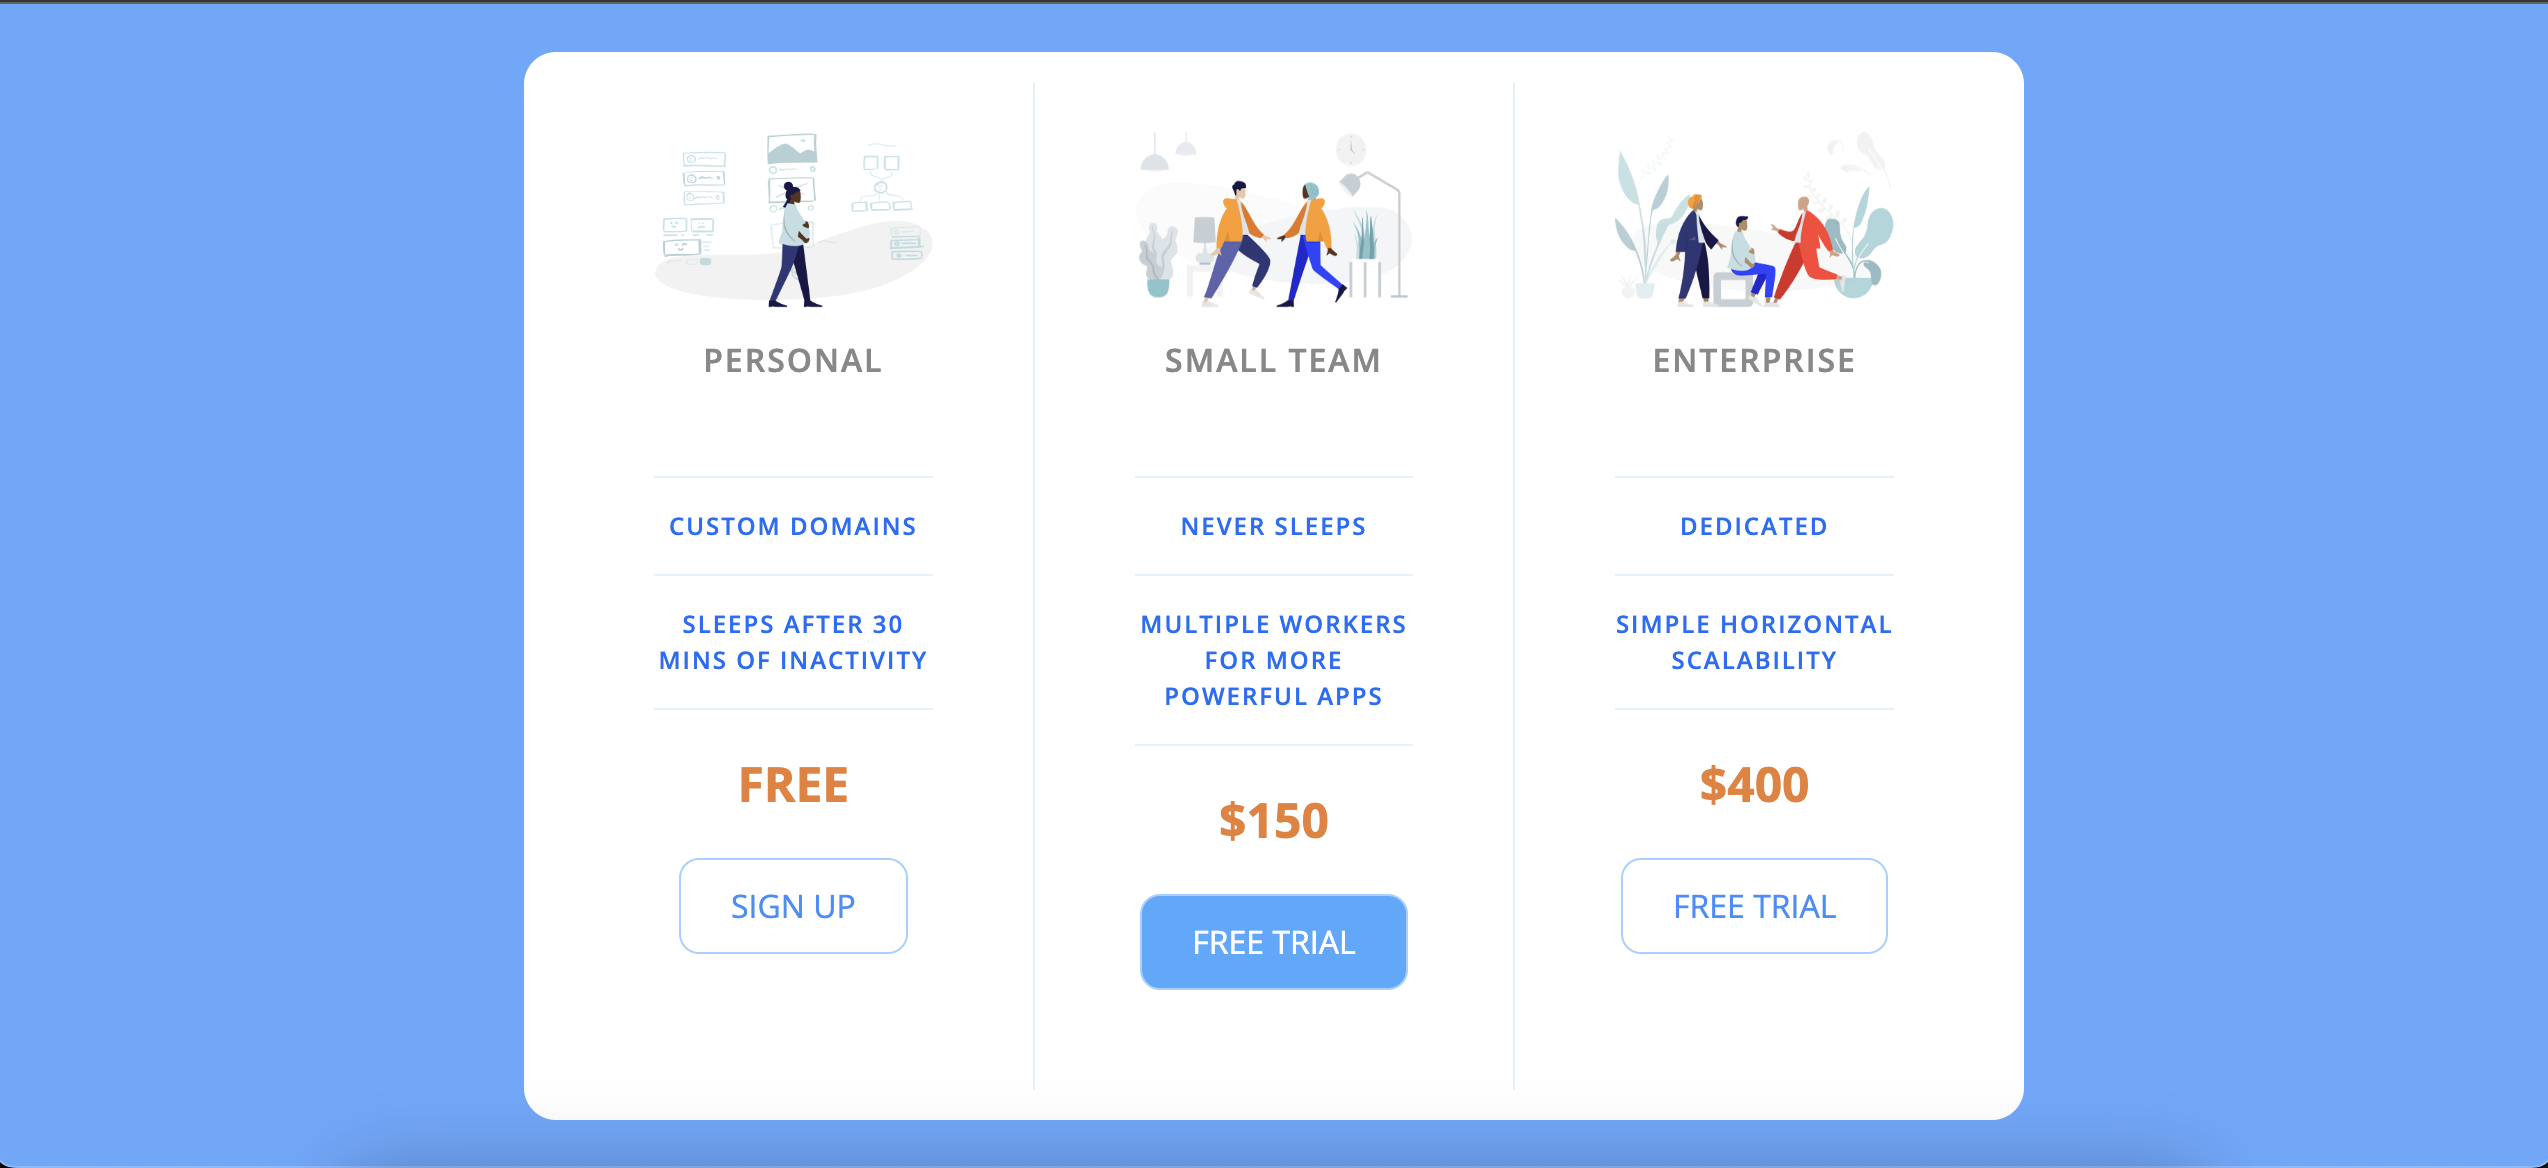 PERSONAL
CUSTOM DOMAINS
SLEEPS AFTER 30
MINS OF INACTIVITY
FREE
SIGN UP
SMALL TEAM
NEVER SLEEPS
MULTIPLE WORKERS
FOR MORE
POWERFUL APPS
$150
FREE TRIAL
ENTERPRISE
DEDICATED
SIMPLE HORIZONTAL
SCALABILITY
$400
FREE TRIAL